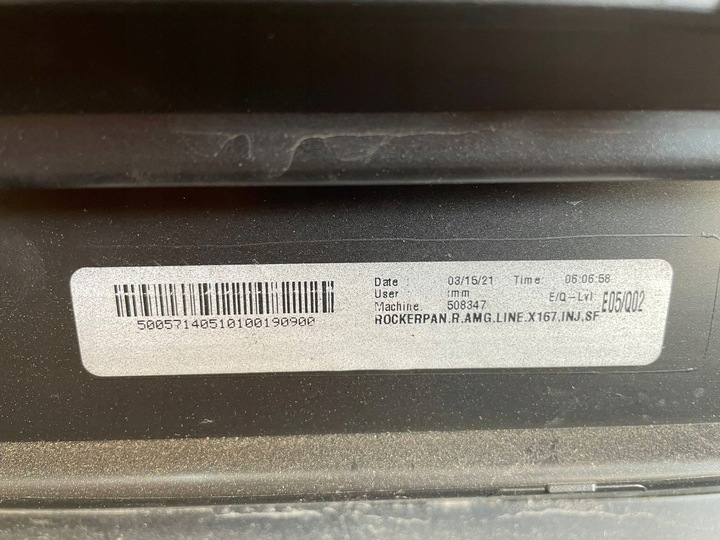 50057140510100190900
Date : 03/15/21 Time: 06:06:58
User : mm E/Q-Lvl E05/Q02
Machine: 508347
ROCKERPAN.R.AMG.LINE.X167.INJ.SF